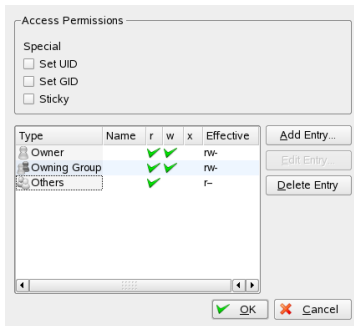 Access Permissions
Special
Set UID
Set GID
Sticky
Type Name r w x Effective
Owner rw-
Owning Group rw-
Others r--
Add Entry...
Edit Entry...
Delete Entry
OK
Cancel